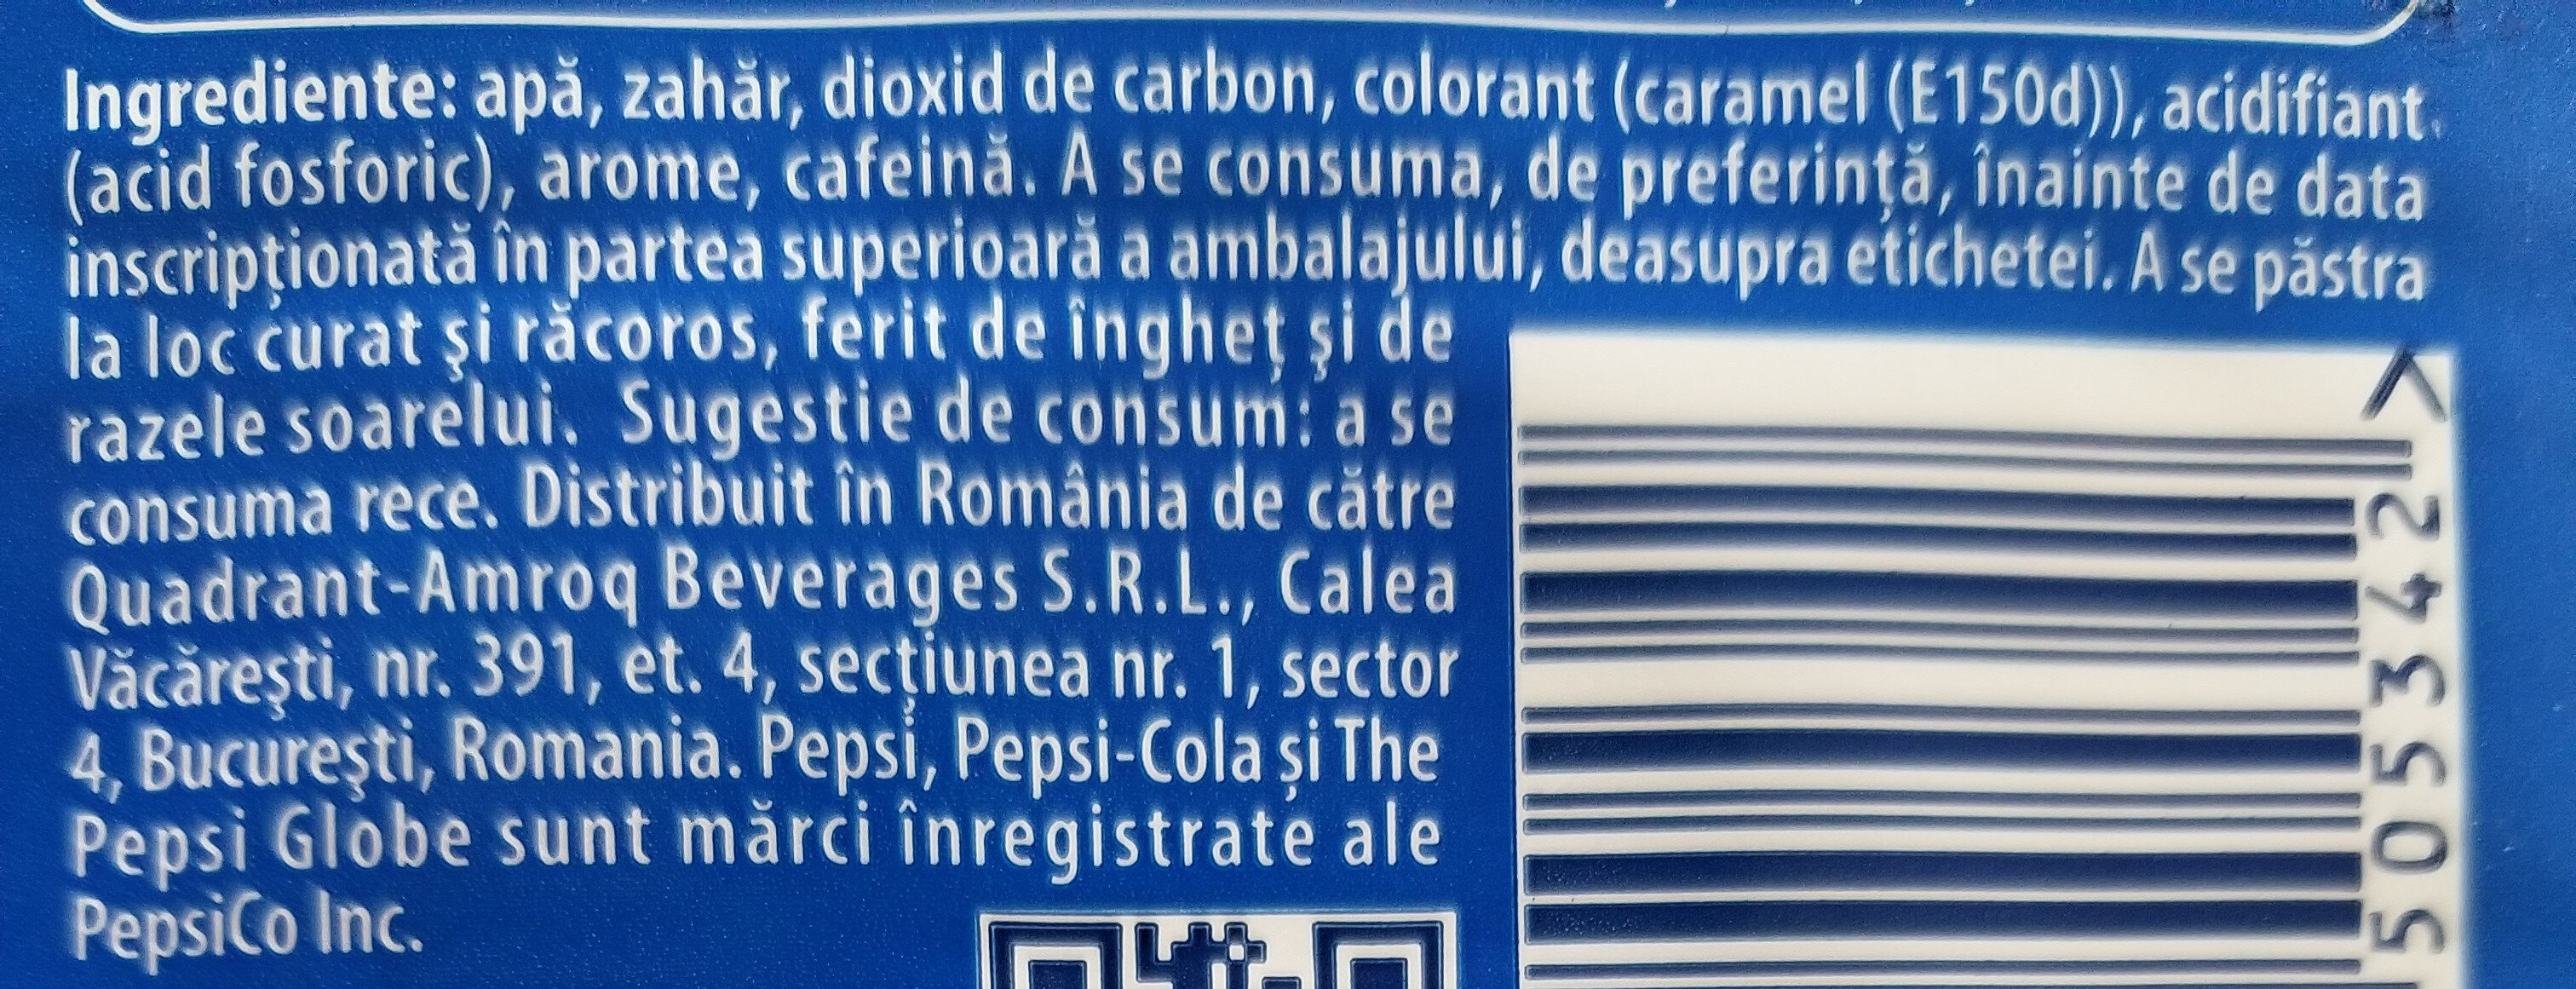 Ingrediente: apă, zahăr, dioxid de carbon, colorant (caramel (E150d)), acidifiant
(acid fosforic), arome, cafeină. A se consuma, de preferinţă, înainte de data
inscripţionată în partea superioară a ambalajului, deasupra etichetei. A se păstra
la loc curat şi răcoros, ferit de îngheţ şi de
razele soarelui. Sugestie de consum: a se
consuma rece. Distribuit în România de către
Quadrant-Amroq Beverages S.R.L., Calea
Văcăreşti, nr. 391, et. 4, secţiunea nr. 1, sector
4, Bucureşti, Romania. Pepsi, Pepsi-Cola și The
Pepsi Globe sunt mărci înregistrate ale
PepsiCo Inc.
505342>